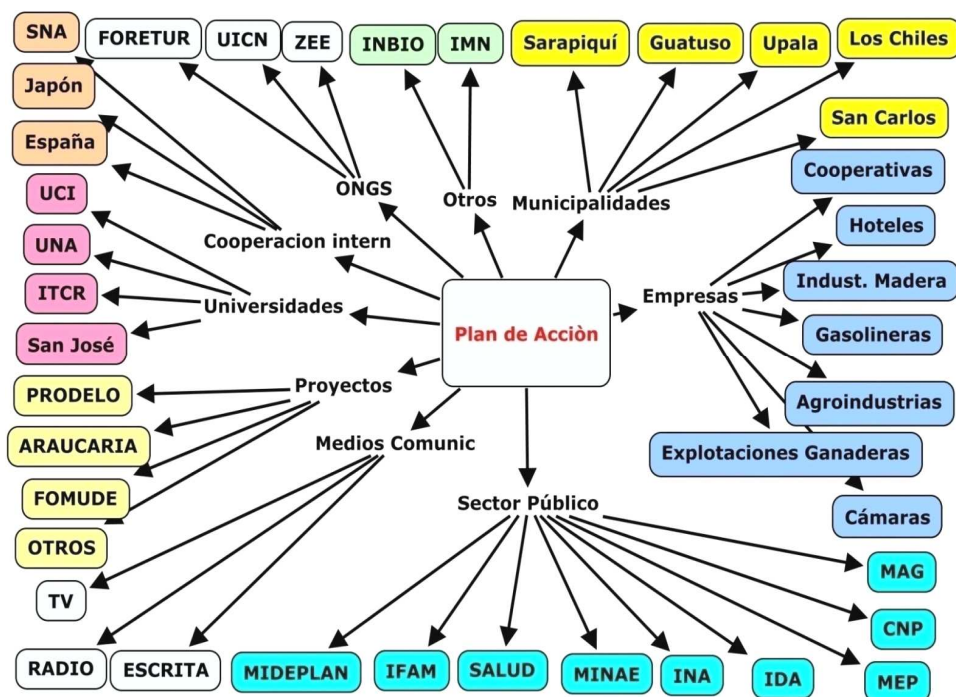 SNA
FORETUR
UICN
ZEE
INBIO
IMN
Sarapiquí
Guatuso
Upala
Los Chiles
Japón
España
San Carlos
Cooperativas
UCI
ONGS
Otros
Municipalidades
Hoteles
UNA
Cooperacion intern
ITCR
Universidades
Empresas
Indust. Madera
San José
Plan de Acciòn
Gasolineras
PRODELO
Proyectos
Agroindustrias
ARAUCARIA
Medios Comunic
Explotaciones Ganaderas
FOMUDE
Sector Público
Cámaras
OTROS
MAG
TV
CNP
RADIO
ESCRITA
MIDEPLAN
IFAM
SALUD
MINAE
INA
IDA
MEP